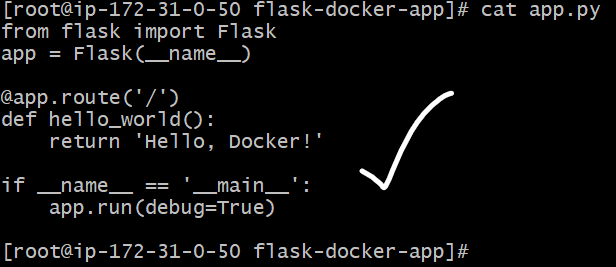 [root@ip-172-31-0-50 flask-docker-app]# cat app.py
from flask import Flask
app = Flask(__name__)

@app.route('/')
def hello_world():
    return 'Hello, Docker!'

if __name__ == '__main__':
    app.run(debug=True)

[root@ip-172-31-0-50 flask-docker-app]#